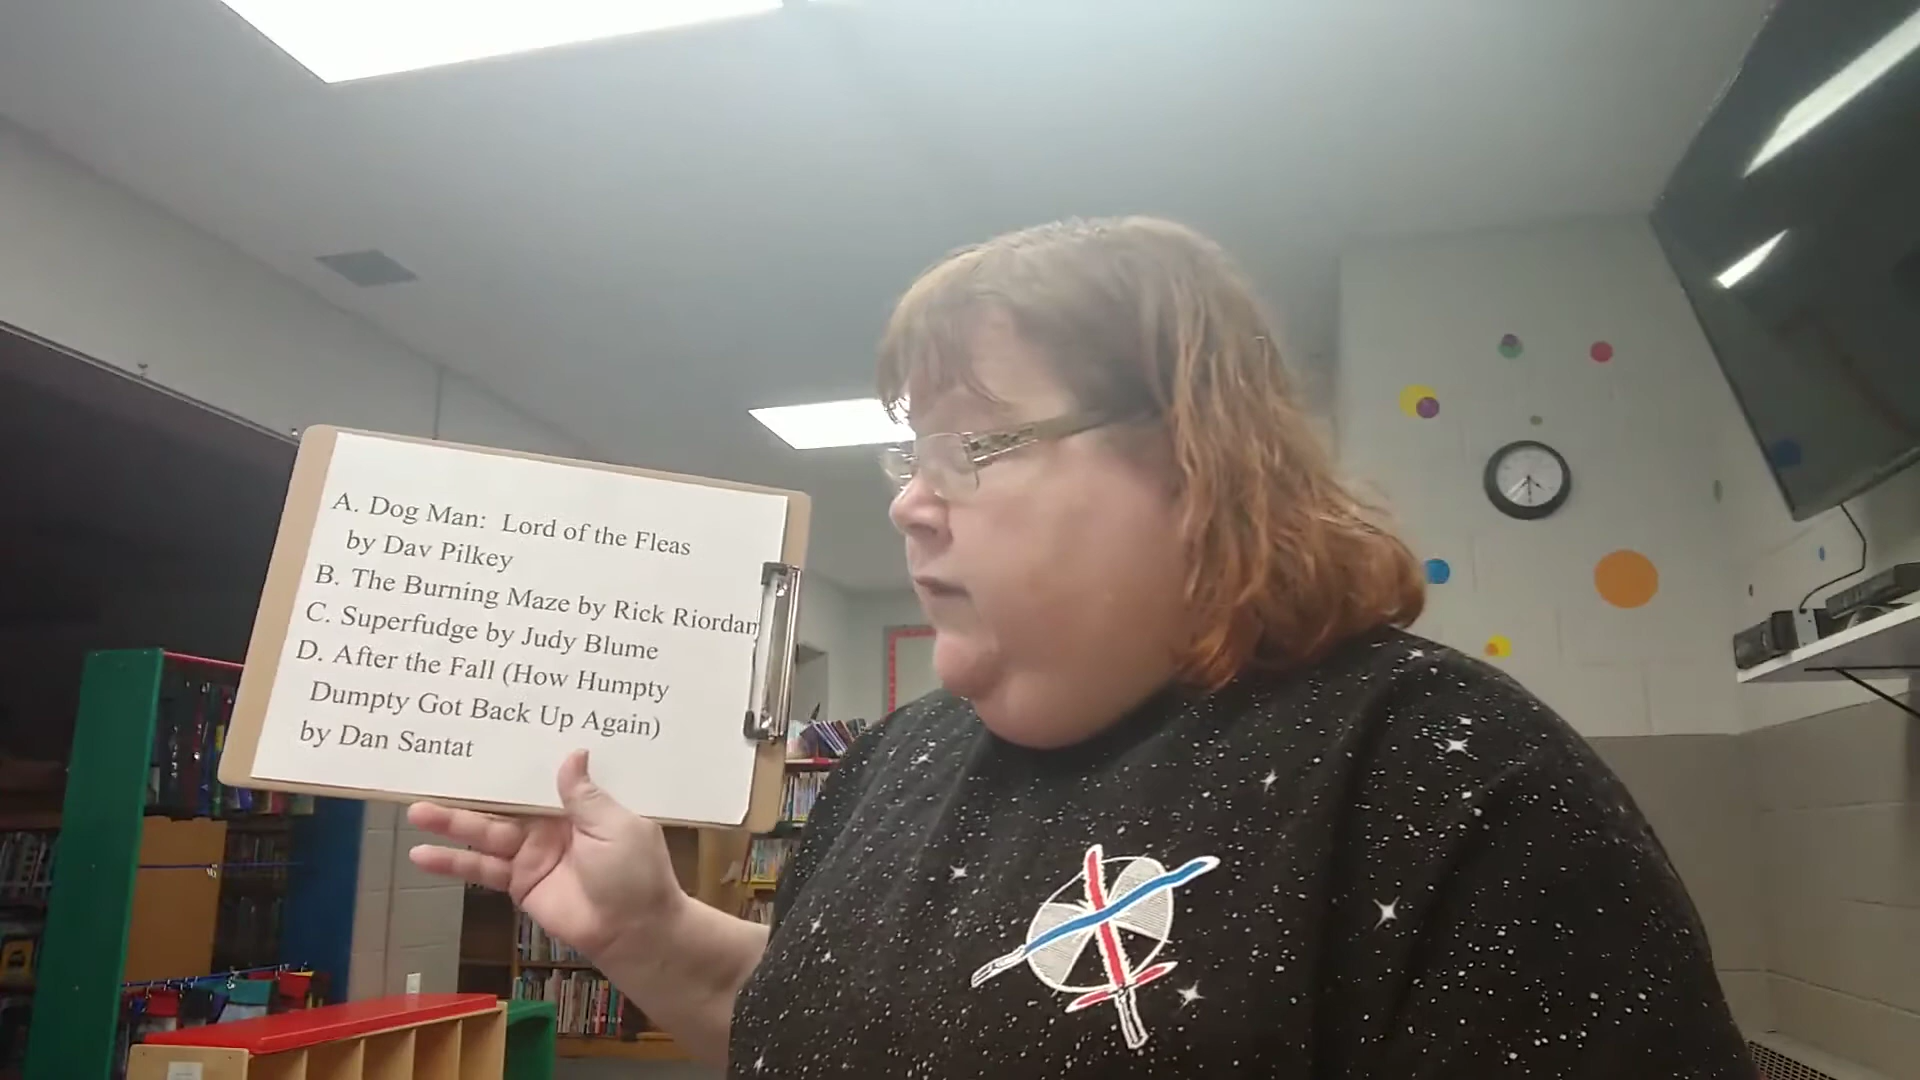 A. Dog Man: Lord of the Fleas
by Dav Pilkey
B. The Burning Maze by Rick Riordan
C. Superfudge by Judy Blume
D. After the Fall (How Humpty
Dumpty Got Back Up Again)
by Dan Santat